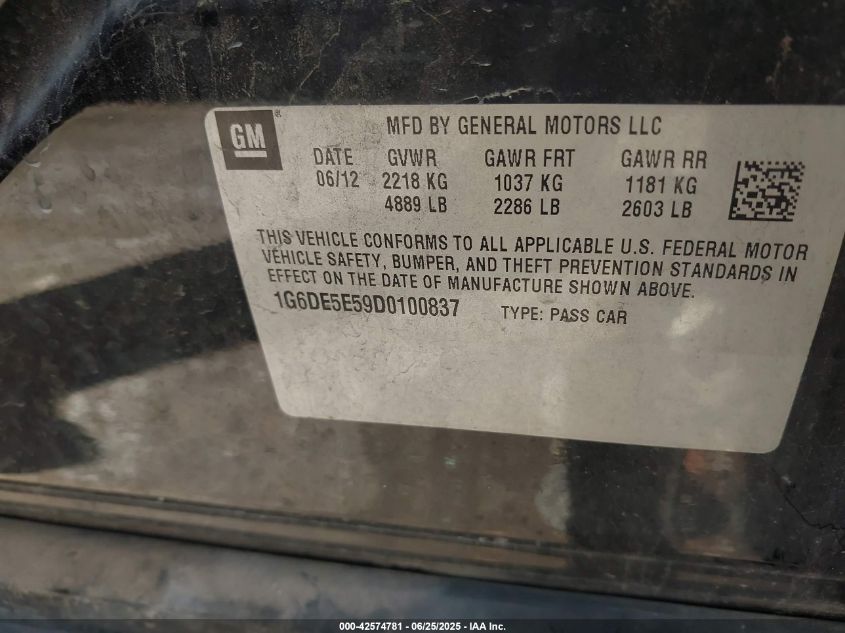 GM
MFD BY GENERAL MOTORS LLC
DATE GVWR GAWR FRT GAWR RR
06/12 2218 KG 1037 KG 1181 KG
4889 LB 2286 LB 2603 LB
THIS VEHICLE CONFORMS TO ALL APPLICABLE U.S. FEDERAL MOTOR
VEHICLE SAFETY, BUMPER, AND THEFT PREVENTION STANDARDS IN
EFFECT ON THE DATE OF MANUFACTURE SHOWN ABOVE.
1G6DE5E59D0100837 TYPE: PASS CAR
000-42574781 - 06/25/2025 - IAA Inc.